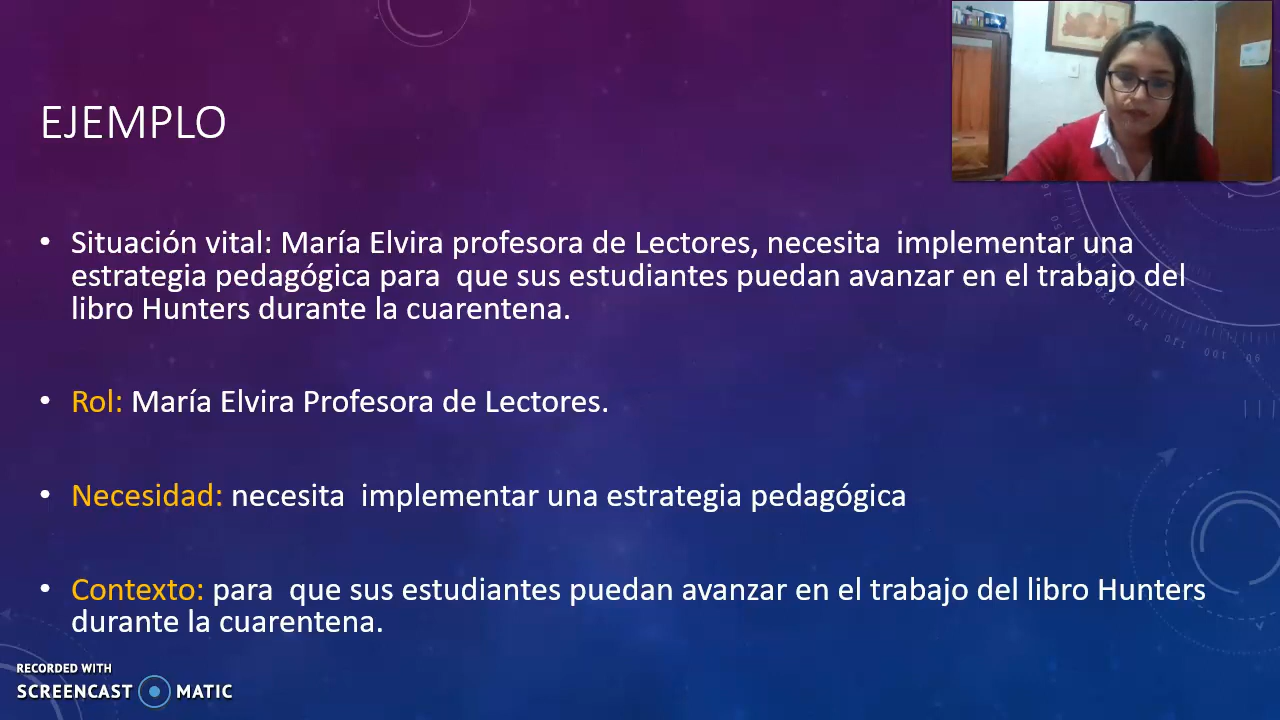 EJEMPLO
• Situación vital: María Elvira profesora de Lectores, necesita  implementar una
estrategia pedagógica para  que sus estudiantes puedan avanzar en el trabajo del
libro Hunters durante la cuarentena.
• Rol: María Elvira Profesora de Lectores.
• Necesidad: necesita  implementar una estrategia pedagógica
• Contexto: para  que sus estudiantes puedan avanzar en el trabajo del libro Hunters
durante la cuarentena.
RECORDED WITH
SCREENCAST MATIC